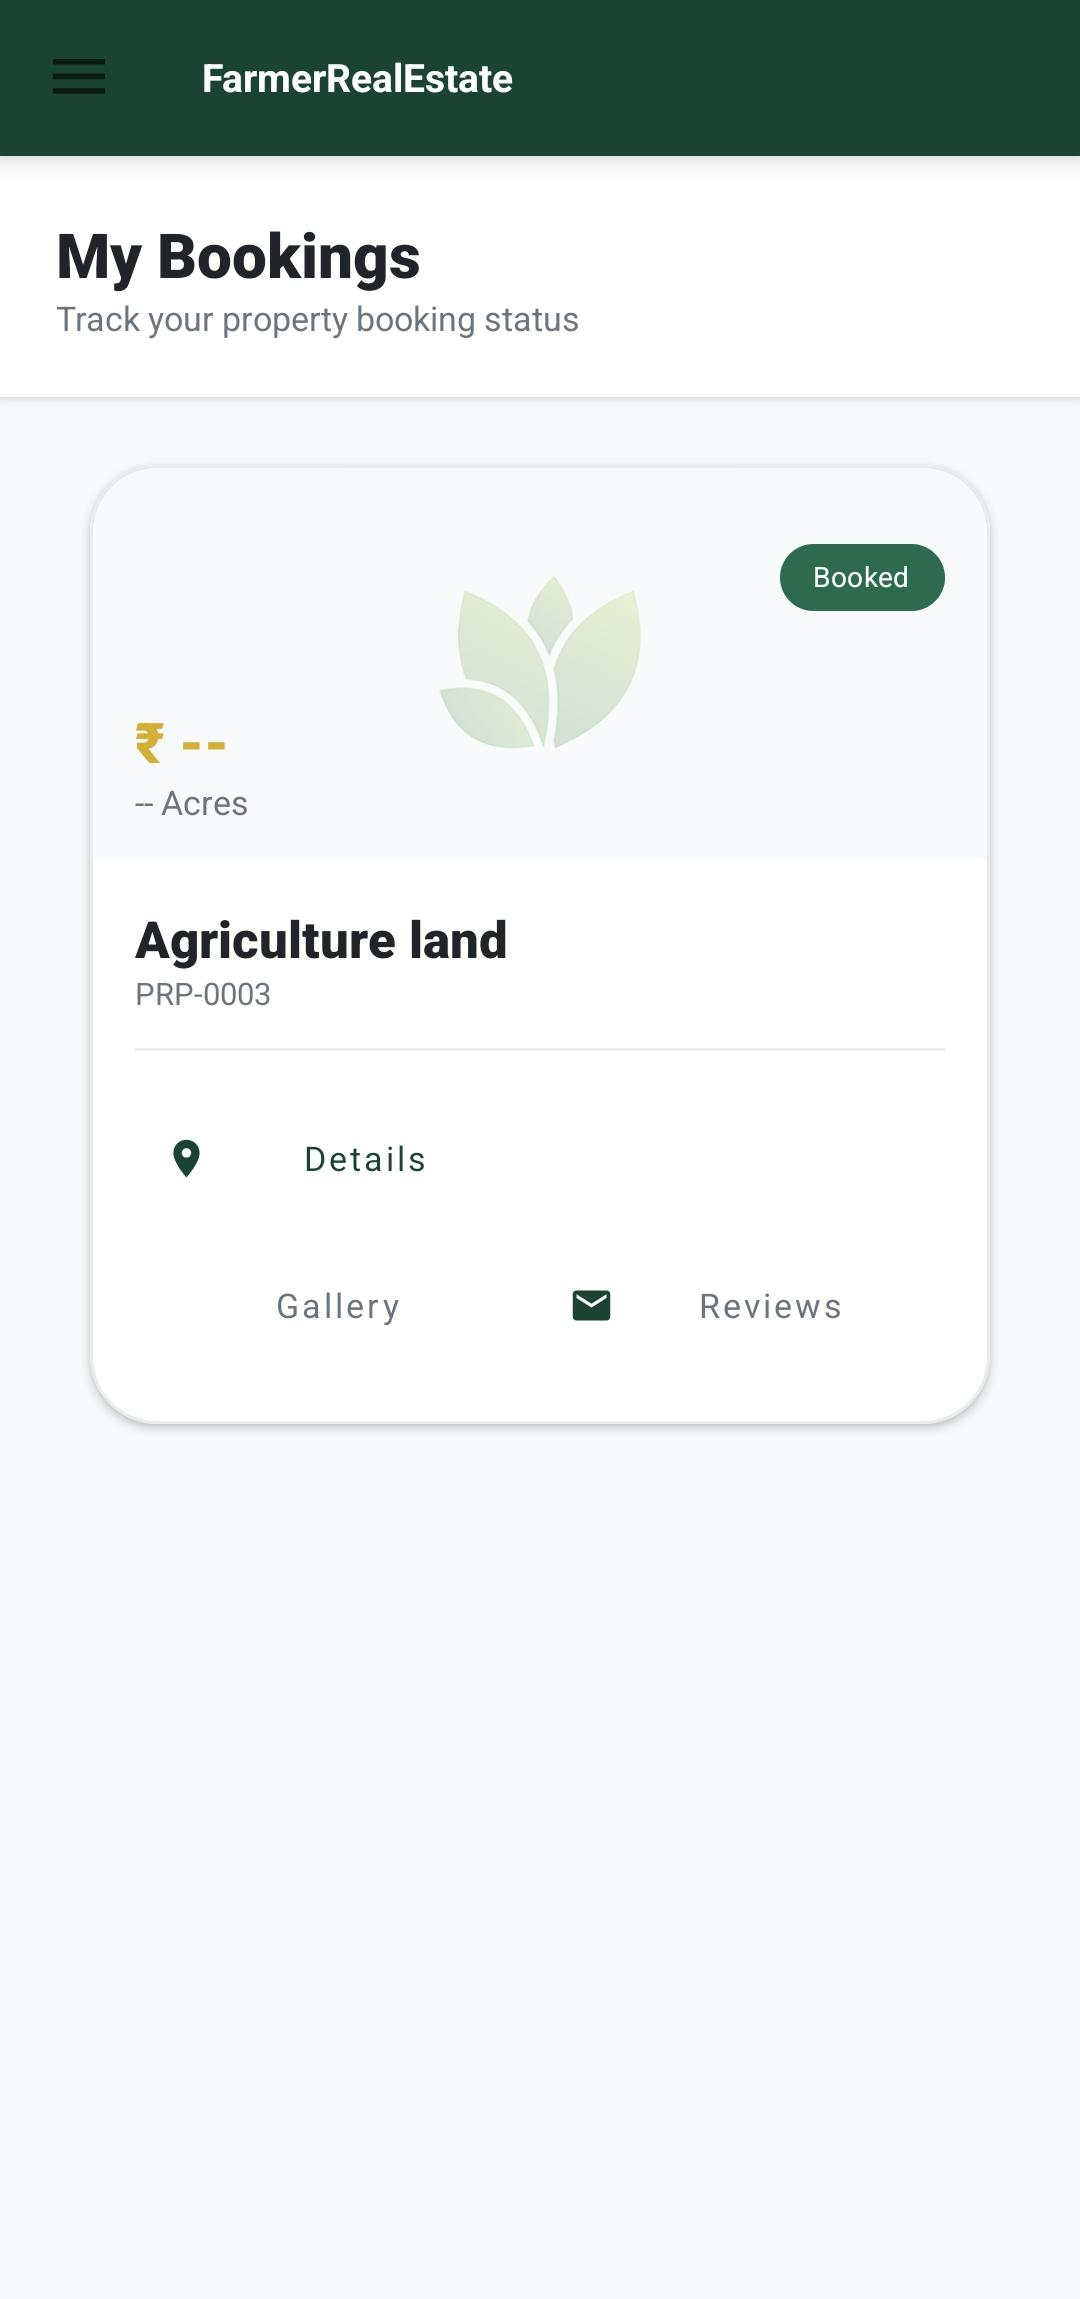 FarmerRealEstate
My Bookings
Track your property booking status
Booked
₹ --
-- Acres
Agriculture land
PRP-0003
Details
Gallery
Reviews